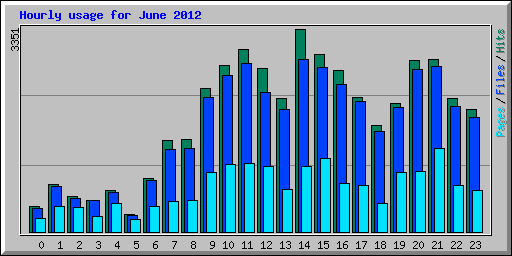 Hourly usage for June 2012
3351
Pages / Files / Hits
0 1 2 3 4 5 6 7 8 9 10 11 12 13 14 15 16 17 18 19 20 21 22 23